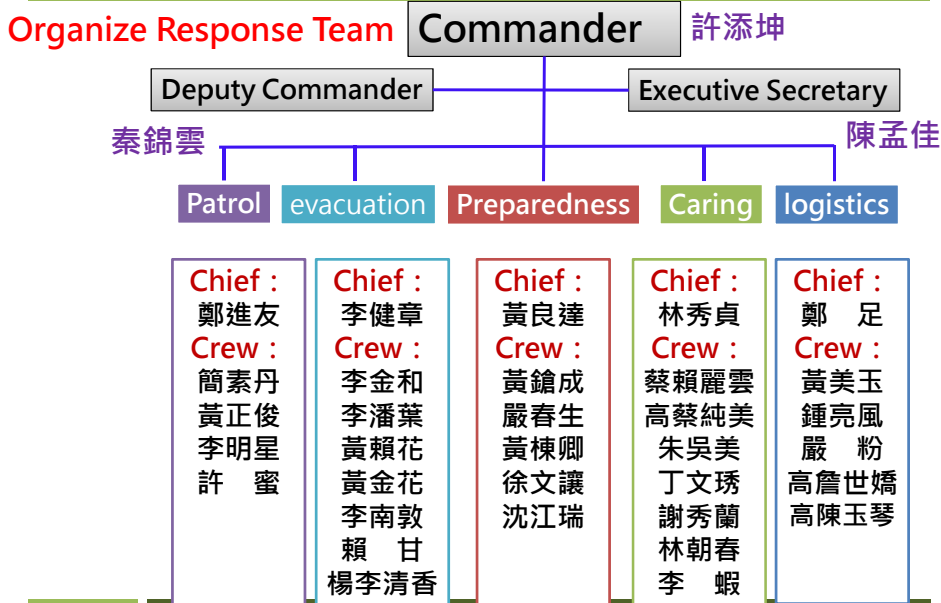 Organize Response Team
Commander
許添坤
Deputy Commander
Executive Secretary
秦錦雲
陳孟佳
Patrol
evacuation
Preparedness
Caring
logistics
Chief：
鄭進友
Crew：
簡素丹
黃正俊
李明星
許　蜜
Chief：
李健章
Crew：
李金和
李潘葉
黃賴花
黃金花
李南敦
賴　甘
楊李清香
Chief：
黃良達
Crew：
黃鎗成
嚴春生
黃棟卿
徐文讓
沈江瑞
Chief：
林秀貞
Crew：
蔡賴麗雲
高蔡純美
朱吳美
丁文琇
謝秀蘭
林朝春
李　蝦
Chief：
鄭　足
Crew：
黃美玉
鍾亮風
嚴　粉
高詹世嬌
高陳玉琴